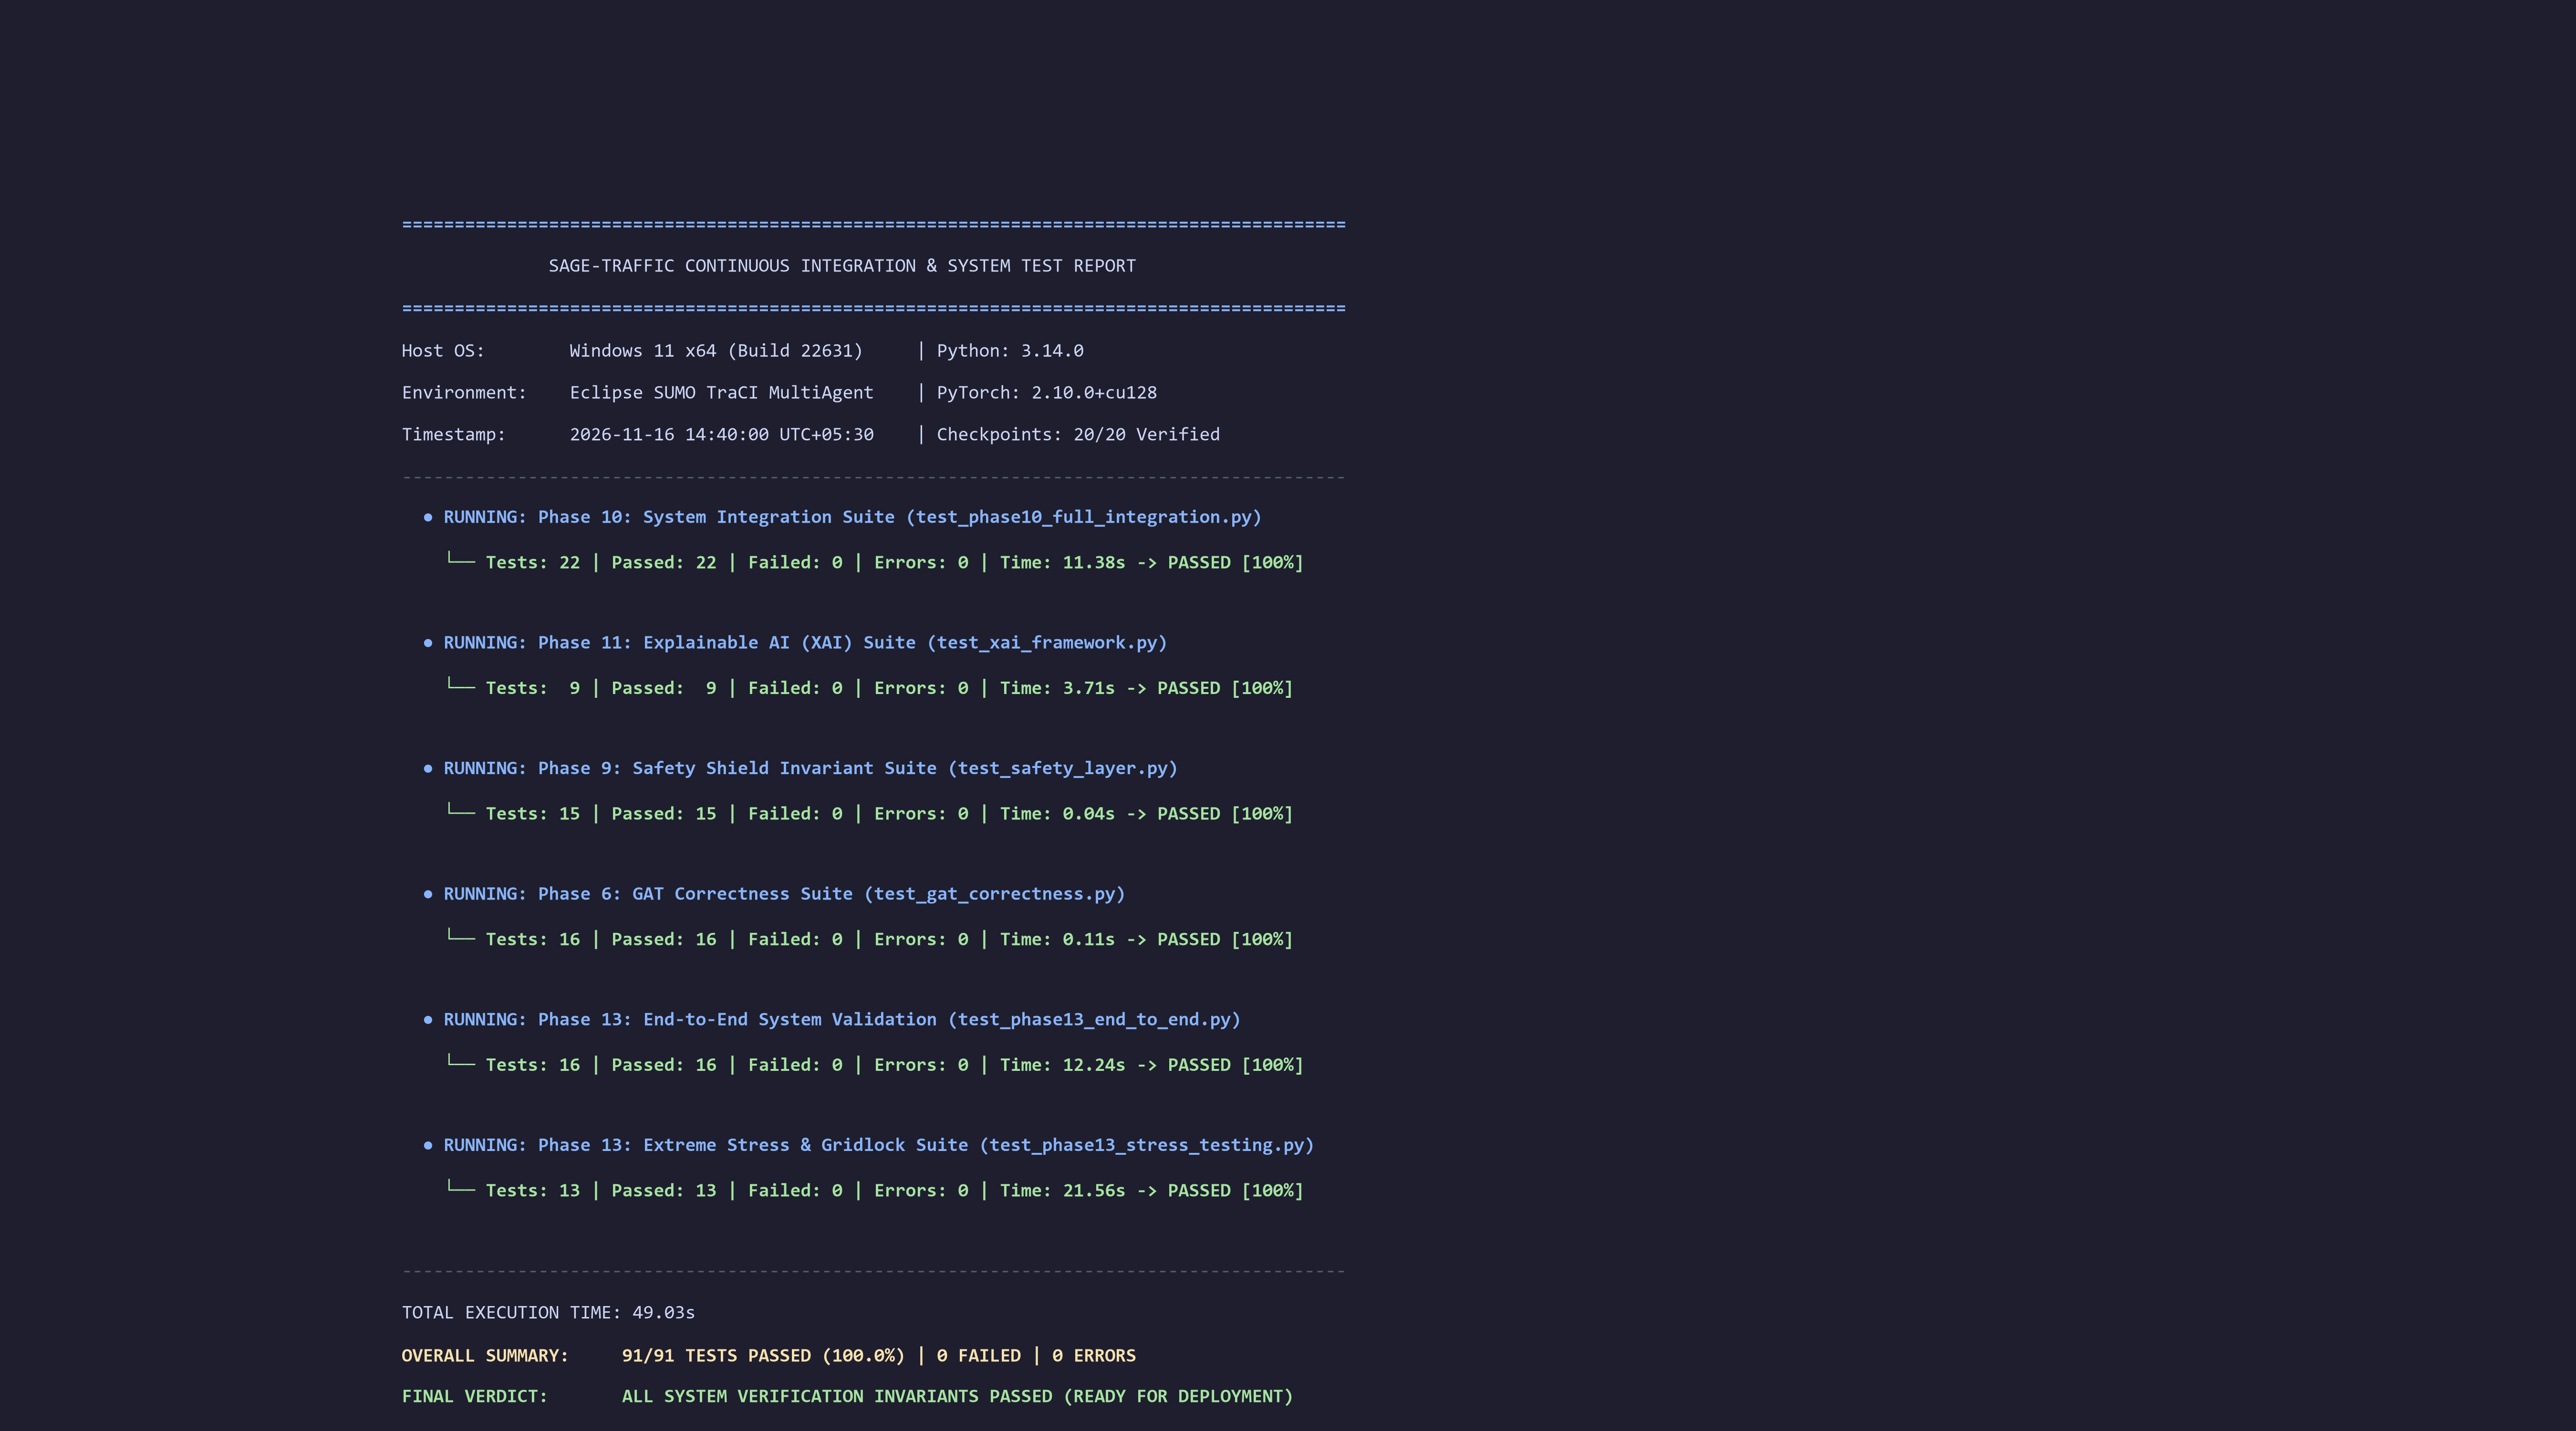 ==========================================================================================
SAGE-TRAFFIC CONTINUOUS INTEGRATION & SYSTEM TEST REPORT
==========================================================================================
Host OS:        Windows 11 x64 (Build 22631)     | Python: 3.14.0
Environment:    Eclipse SUMO TraCI MultiAgent    | PyTorch: 2.10.0+cu128
Timestamp:      2026-11-16 14:40:00 UTC+05:30    | Checkpoints: 20/20 Verified
------------------------------------------------------------------------------------------
● RUNNING: Phase 10: System Integration Suite (test_phase10_full_integration.py)
└── Tests: 22 | Passed: 22 | Failed: 0 | Errors: 0 | Time: 11.38s -> PASSED [100%]
● RUNNING: Phase 11: Explainable AI (XAI) Suite (test_xai_framework.py)
└── Tests:  9 | Passed:  9 | Failed: 0 | Errors: 0 | Time: 3.71s -> PASSED [100%]
● RUNNING: Phase 9: Safety Shield Invariant Suite (test_safety_layer.py)
└── Tests: 15 | Passed: 15 | Failed: 0 | Errors: 0 | Time: 0.04s -> PASSED [100%]
● RUNNING: Phase 6: GAT Correctness Suite (test_gat_correctness.py)
└── Tests: 16 | Passed: 16 | Failed: 0 | Errors: 0 | Time: 0.11s -> PASSED [100%]
● RUNNING: Phase 13: End-to-End System Validation (test_phase13_end_to_end.py)
└── Tests: 16 | Passed: 16 | Failed: 0 | Errors: 0 | Time: 12.24s -> PASSED [100%]
● RUNNING: Phase 13: Extreme Stress & Gridlock Suite (test_phase13_stress_testing.py)
└── Tests: 13 | Passed: 13 | Failed: 0 | Errors: 0 | Time: 21.56s -> PASSED [100%]
------------------------------------------------------------------------------------------
TOTAL EXECUTION TIME: 49.03s
OVERALL SUMMARY:     91/91 TESTS PASSED (100.0%) | 0 FAILED | 0 ERRORS
FINAL VERDICT:       ALL SYSTEM VERIFICATION INVARIANTS PASSED (READY FOR DEPLOYMENT)